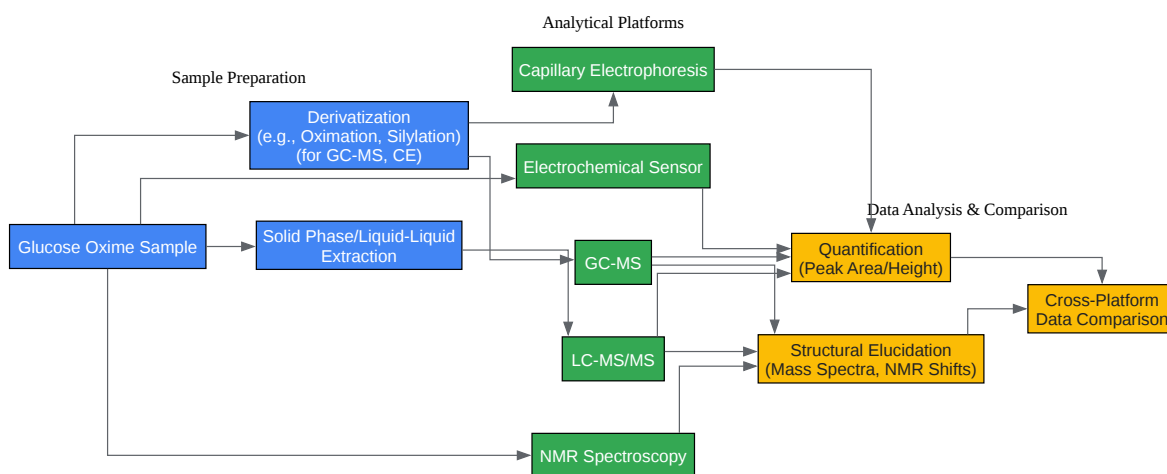 Analytical Platforms
Sample Preparation
Capillary Electrophoresis
Derivatization
(e.g., Oximation, Silylation)
(for GC-MS, CE)
Electrochemical Sensor
Data Analysis & Comparison
Glucose Oxime Sample
Solid Phase/Liquid-Liquid
Extraction
GC-MS
Quantification
(Peak Area/Height)
Cross-Platform
Data Comparison
LC-MS/MS
Structural Elucidation
(Mass Spectra, NMR Shifts)
NMR Spectroscopy